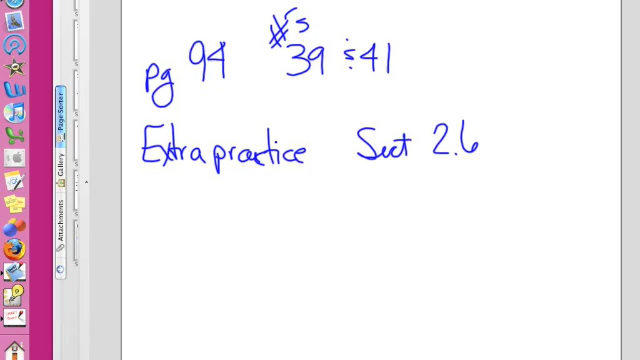 pg 94 #'s 39 & 41
Extra practice Sect 2.6
Page Sorter
Gallery
Attachments